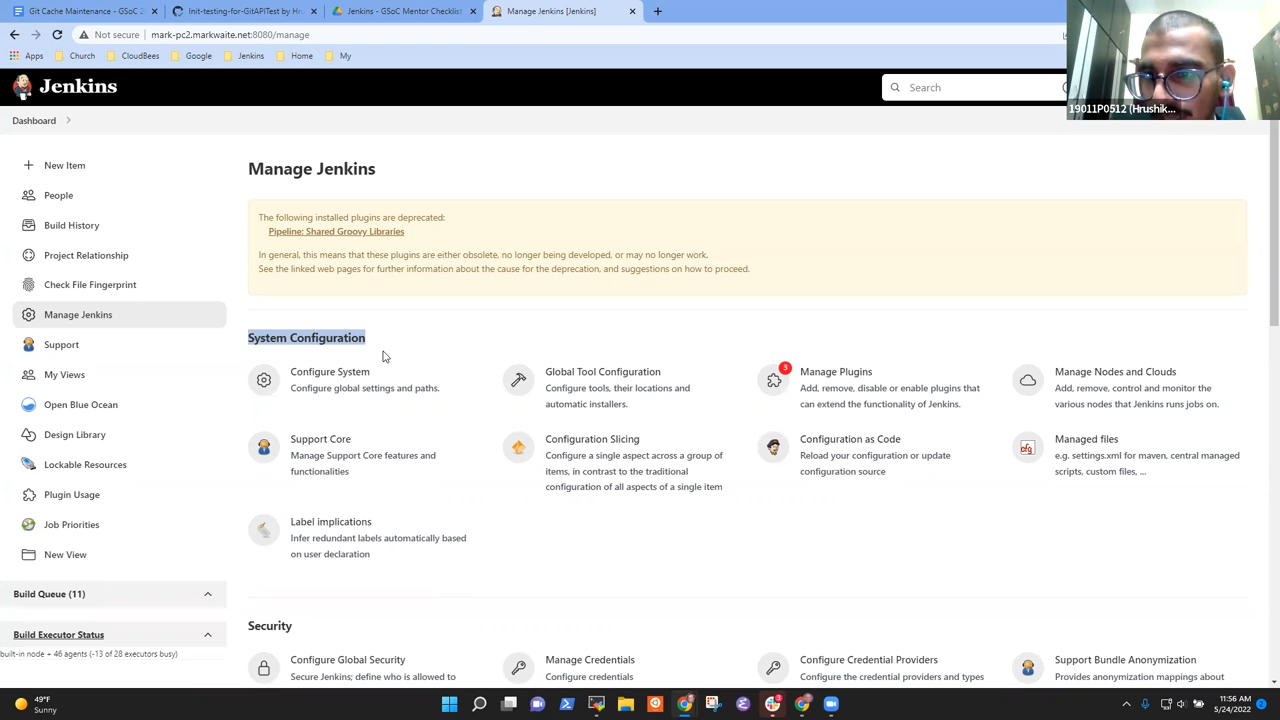 Git Cache Maintenance - GSoC 2
Init-testing-for-GitAPITest by Hr
Jenkins - GSoC Mentor Checklist
Manage Jenkins [Jenkins]
Not secure
mark-pc2.markwaite.net:8080/manage
Apps
Church
CloudBees
Google
Jenkins
Home
My
Jenkins
Search
19011P0512 (Hrushik...
Dashboard
New Item
People
Build History
Project Relationship
Check File Fingerprint
Manage Jenkins
Support
My Views
Open Blue Ocean
Design Library
Lockable Resources
Plugin Usage
Job Priorities
New View
Build Queue (11)
Build Executor Status
built-in node + 46 agents (-13 of 28 executors busy)
Manage Jenkins
The following installed plugins are deprecated:
Pipeline: Shared Groovy Libraries
In general, this means that these plugins are either obsolete, no longer being developed, or may no longer work.
See the linked web pages for further information about the cause for the deprecation, and suggestions on how to proceed.
System Configuration
Configure System
Configure global settings and paths.
Global Tool Configuration
Configure tools, their locations and
automatic installers.
3
Manage Plugins
Add, remove, disable or enable plugins that
can extend the functionality of Jenkins.
Manage Nodes and Clouds
Add, remove, control and monitor the
various nodes that Jenkins runs jobs on.
Support Core
Manage Support Core features and
functionalities
Configuration Slicing
Configure a single aspect across a group of
items, in contrast to the traditional
configuration of all aspects of a single item
Configuration as Code
Reload your configuration or update
configuration source
cfg
Managed files
e.g. settings.xml for maven, central managed
scripts, custom files, ...
Label implications
Infer redundant labels automatically based
on user declaration
Security
Configure Global Security
Secure Jenkins; define who is allowed to
Manage Credentials
Configure credentials
Configure Credential Providers
Configure the credential providers and types
Support Bundle Anonymization
Provides anonymization mappings about
49°F
Sunny
11:56 AM
5/24/2022
2